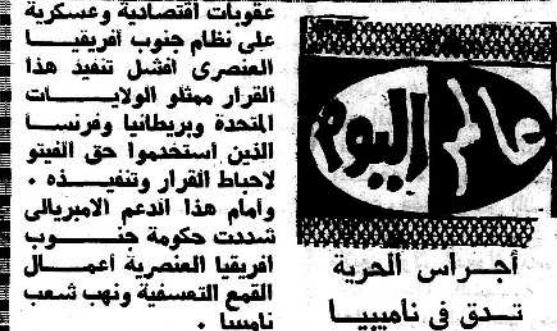 عالم اليوم
أجراس الحرية
تدق فى ناميبيا
عقوبات اقتصادية وعسكرية
على نظام جنوب أفريقيا
العنصرى افشل تنفيذ هذا
القرار ممثلو الولايات
المتحدة وبريطانيا وفرنسا
الذين استخدموا حق الفيتو
لاحباط القرار وتنفيذه .
وأمام هذا الدعم الامبريالى
شددت حكومة جنوب
افريقيا العنصرية أعمال
القمع التعسفية ونهب شعب
ناميبيا .